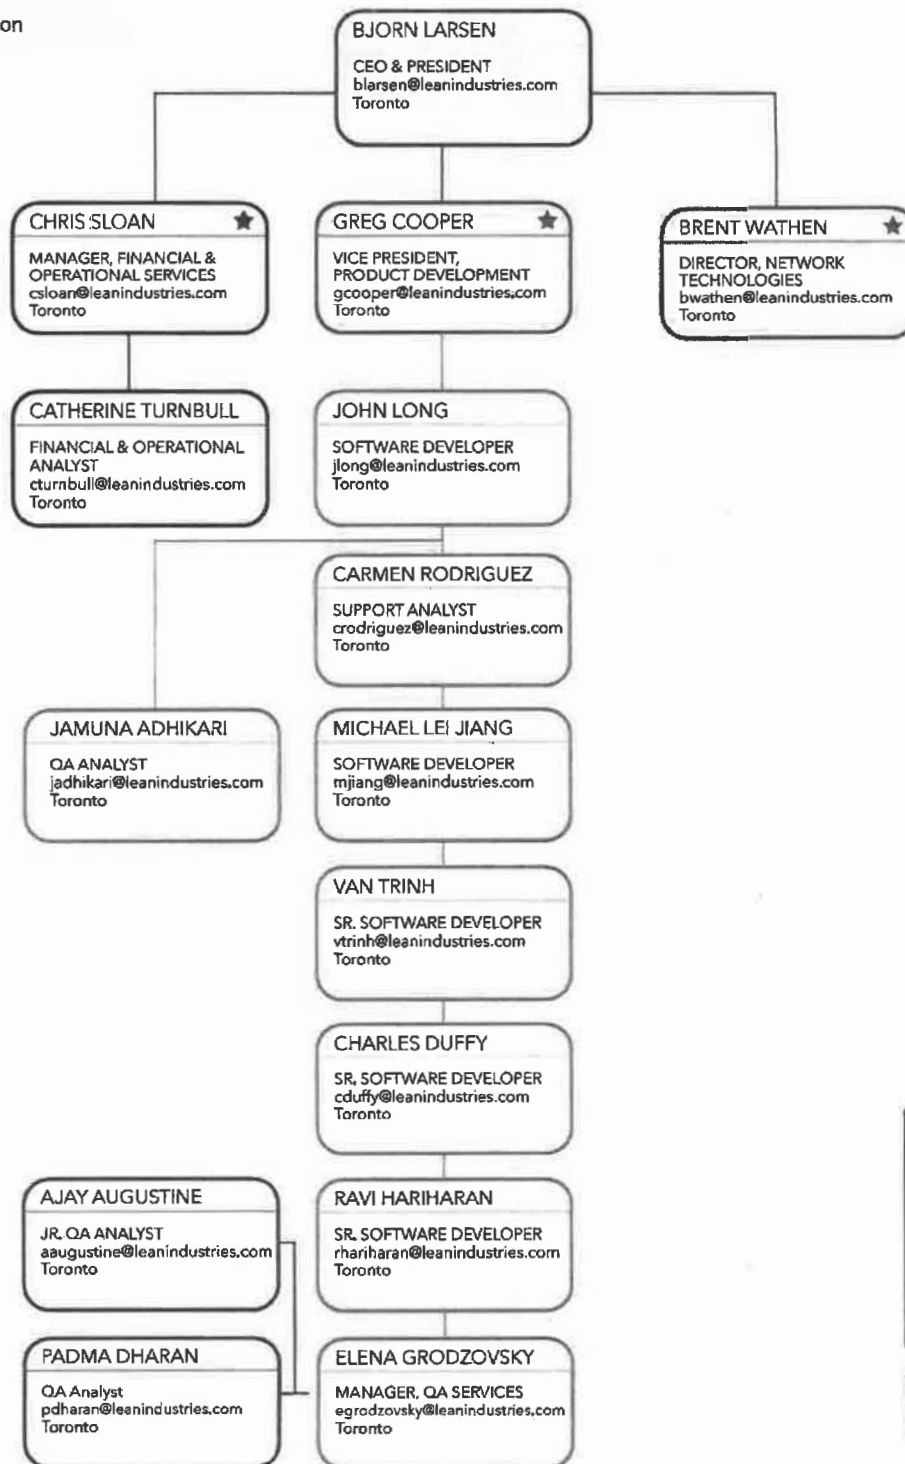 on
BJORN LARSEN
CEO & PRESIDENT
blarsen@leanindustries.com
Toronto
CHRIS SLOAN
MANAGER, FINANCIAL &
OPERATIONAL SERVICES
csloan@leanindustries.com
Toronto
GREG COOPER
VICE PRESIDENT,
PRODUCT DEVELOPMENT
gcooper@leanindustries.com
Toronto
BRENT WATHEN
DIRECTOR, NETWORK
TECHNOLOGIES
bwathen@leanindustries.com
Toronto
CATHERINE TURNBULL
FINANCIAL & OPERATIONAL
ANALYST
cturnbull@leanindustries.com
Toronto
JOHN LONG
SOFTWARE DEVELOPER
jlong@leanindustries.com
Toronto
CARMEN RODRIGUEZ
SUPPORT ANALYST
crodriguez@leanindustries.com
Toronto
JAMUNA ADHIKARI
QA ANALYST
jadhikari@leanindustries.com
Toronto
MICHAEL LEI JIANG
SOFTWARE DEVELOPER
mjiang@leanindustries.com
Toronto
VAN TRINH
SR. SOFTWARE DEVELOPER
vtrinh@leanindustries.com
Toronto
CHARLES DUFFY
SR. SOFTWARE DEVELOPER
cduffy@leanindustries.com
Toronto
AJAY AUGUSTINE
JR. QA ANALYST
aaugustine@leanindustries.com
Toronto
RAVI HARIHARAN
SR. SOFTWARE DEVELOPER
rhariharan@leanindustries.com
Toronto
PADMA DHARAN
QA Analyst
pdharan@leanindustries.com
Toronto
ELENA GRODZOVSKY
MANAGER, QA SERVICES
egrodzovsky@leanindustries.com
Toronto